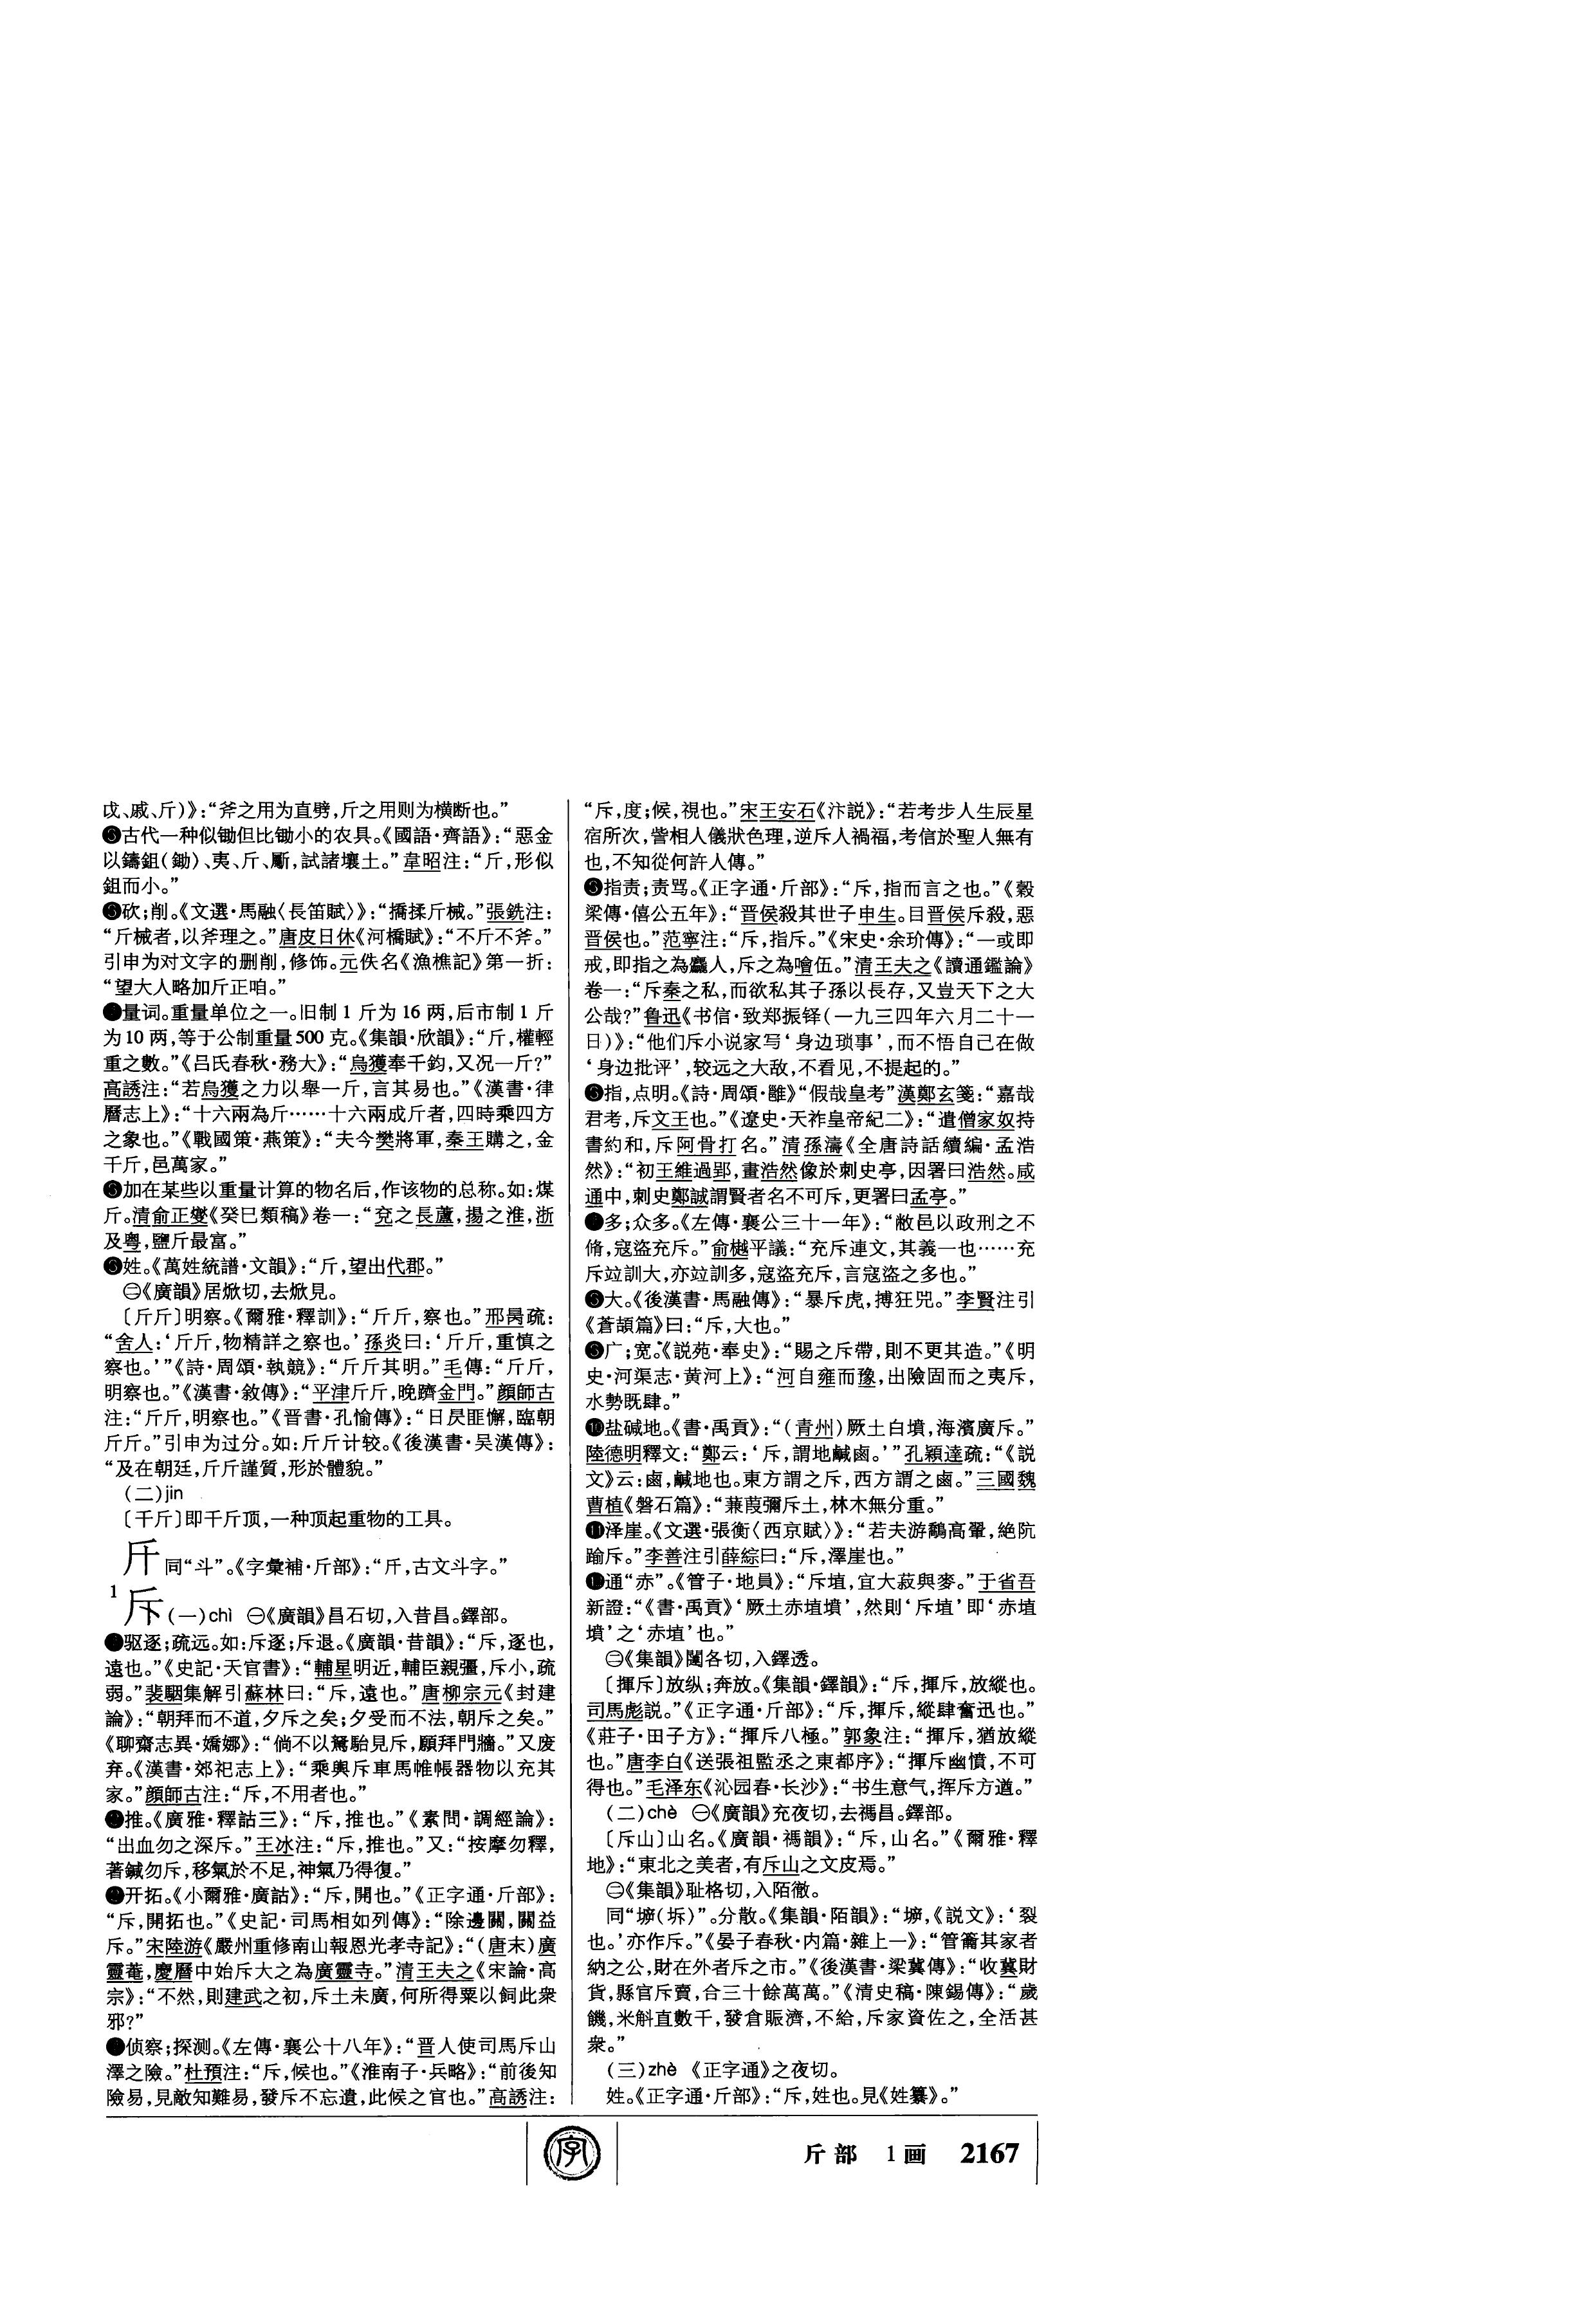 戉、戚、斤)》：“斧之用为直劈，斤之用则为横断也。”
❸古代一种似锄但比锄小的农具。《國語·齊語》：“惡金
以鑄鉏(鋤)、夷、斤、斸，試諸壤土。”韋昭注：“斤，形似
鉏而小。”
砍；削。《文選·馬融〈長笛賦〉》：“撟揉斤械。”張銑注：
“斤械者，以斧理之。”唐皮日休《河橋賦》：“不斤不斧。”
引申为对文字的删削，修饰。元佚名《漁樵記》第一折：
“望大人略加斤正咱。”
量词。重量单位之一。旧制1斤为16两，后市制1斤
为10两，等于公制重量500克。《集韻·欣韻》：“斤，權輕
重之數。”《吕氏春秋·務大》：“烏獲奉千鈞，又况一斤？”
高誘注：“若烏獲之力以舉一斤，言其易也。”《漢書·律
曆志上》：“十六兩為斤……十六兩成斤者，四時乘四方
之象也。”《戰國策·燕策》：“夫今樊將軍，秦王購之，金
千斤，邑萬家。”
加在某些以重量计算的物名后，作该物的总称。如：煤
斤。清俞正燮《癸巳類稿》卷一：“兗之長蘆，揚之淮，浙
及粤，鹽斤最富。”
姓。《萬姓統譜·文韻》：“斤，望出代郡。”
㊁《廣韻》居焮切，去焮見。
〔斤斤〕明察。《爾雅·釋訓》：“斤斤，察也。”邢昺疏：
“舍人：‘斤斤，物精詳之察也。’孫炎曰：‘斤斤，重慎之
察也。’”《詩·周頌·執競》：“斤斤其明。”毛傳：“斤斤，
明察也。”《漢書·敘傳》：“平津斤斤，晚躋金門。”顔師古
注：“斤斤，明察也。”《晋書·孔愉傳》：“日昃匪懈，臨朝
斤斤。”引申为过分。如：斤斤计较。《後漢書·吴漢傳》：
“及在朝廷，斤斤謹質，形於體貌。”
(二)jin
〔千斤〕即千斤顶，一种顶起重物的工具。
同“斗”。《字彙補·斤部》：“斤，古文斗字。”
1
斥 (一)chì ㊀《廣韻》昌石切，入昔昌。鐸部。
驱逐；疏远。如：斥逐；斥退。《廣韻·昔韻》：“斥，逐也，
遠也。”《史記·天官書》：“輔星明近，輔臣親彊，斥小，疏
弱。”裴駰集解引蘇林曰：“斥，遠也。”唐柳宗元《封建
論》：“朝拜而不道，夕斥之矣；夕受而不法，朝斥之矣。”
《聊齋志異·嬌娜》：“倘不以駑駘見斥，願拜門牆。”又废
弃。《漢書·郊祀志上》：“乘輿斥車馬帷帳器物以充其
家。”顔師古注：“斥，不用者也。”
推。《廣雅·釋詁三》：“斥，推也。”《素問·調經論》：
“出血勿之深斥。”王冰注：“斥，推也。”又：“按摩勿釋，
著鍼勿斥，移氣於不足，神氣乃得復。”
开拓。《小爾雅·廣詁》：“斥，開也。”《正字通·斤部》：
“斥，開拓也。”《史記·司馬相如列傳》：“除邊關，關益
斥。”宋陸游《嚴州重修南山報恩光孝寺記》：“(唐末)廣
靈菴，慶曆中始斥大之為廣靈寺。”清王夫之《宋論·高
宗》：“不然，則建武之初，斥土未廣，何所得粟以飼此衆
邪？”
侦察；探测。《左傳·襄公十八年》：“晋人使司馬斥山
澤之險。”杜預注：“斥，候也。”《淮南子·兵略》：“前後知
險易，見敵知難易，發斥不忘遺，此候之官也。”高誘注：
“斥，度；候，視也。”宋王安石《汴説》：“若考步人生辰星
宿所次，訾相人儀狀色理，逆斥人禍福，考信於聖人無有
也，不知從何許人傳。”
指责；责骂。《正字通·斤部》：“斥，指而言之也。”《穀
梁傳·僖公五年》：“晋侯殺其世子申生。目晋侯斥殺，惡
晋侯也。”范寧注：“斥，指斥。”《宋史·余玠傳》：“一或即
戎，即指之為麤人，斥之為噲伍。”清王夫之《讀通鑑論》
卷一：“斥秦之私，而欲私其子孫以長存，又豈天下之大
公哉？”鲁迅《书信·致郑振铎(一九三四年六月二十一
日)》：“他们斥小说家写‘身边琐事’，而不悟自己在做
‘身边批评’，较远之大敌，不看见，不提起的。”
指，点明。《詩·周頌·雝》“假哉皇考”漢鄭玄箋：“嘉哉
君考，斥文王也。”《遼史·天祚皇帝紀二》：“遣僧家奴持
書約和，斥阿骨打名。”清孫濤《全唐詩話續編·孟浩
然》：“初王維過郢，畫浩然像於刺史亭，因署曰浩然。咸
通中，刺史鄭誠謂賢者名不可斥，更署曰孟亭。”
多；众多。《左傳·襄公三十一年》：“敝邑以政刑之不
脩，寇盗充斥。”俞樾平議：“充斥連文，其義一也……充
斥竝訓大，亦竝訓多，寇盗充斥，言寇盗之多也。”
大。《後漢書·馬融傳》：“暴斥虎，搏狂兕。”李賢注引
《蒼頡篇》曰：“斥，大也。”
广；宽。《説苑·奉史》：“賜之斥帶，則不更其造。”《明
史·河渠志·黄河上》：“河自雍而豫，出險固而之夷斥，
水勢既肆。”
❿盐碱地。《書·禹貢》：“(青州)厥土白墳，海濱廣斥。”
陸德明釋文：“鄭云：‘斥，謂地鹹鹵。’”孔穎達疏：“《説
文》云：鹵，鹹地也。東方謂之斥，西方謂之鹵。”三國魏
曹植《磐石篇》：“蒹葭彌斥土，林木無分重。”
⓫泽崖。《文選·張衡〈西京賦〉》：“若夫游鷮高翬，絶阬
踰斥。”李善注引薛綜曰：“斥，澤崖也。”
通“赤”。《管子·地員》：“斥埴，宜大菽與麥。”于省吾
新證：“《書·禹貢》‘厥土赤埴墳’，然則‘斥埴’即‘赤埴
墳’之‘赤埴’也。”
㊁《集韻》闥各切，入鐸透。
〔揮斥〕放纵；奔放。《集韻·鐸韻》：“斥，揮斥，放縱也。
司馬彪説。”《正字通·斤部》：“斥，揮斥，縱肆奮迅也。”
《莊子·田子方》：“揮斥八極。”郭象注：“揮斥，猶放縱
也。”唐李白《送張祖監丞之東都序》：“揮斥幽憤，不可
得也。”毛泽东《沁园春·长沙》：“书生意气，挥斥方遒。”
(二)chè ㊀《廣韻》充夜切，去禡昌。鐸部。
〔斥山〕山名。《廣韻·禡韻》：“斥，山名。”《爾雅·釋
地》：“東北之美者，有斥山之文皮焉。”
㊁《集韻》耻格切，入陌徹。
同“㙤(坼)”。分散。《集韻·陌韻》：“㙤，《説文》：‘裂
也。’亦作斥。”《晏子春秋·内篇·雜上一》：“管籥其家者
納之公，財在外者斥之市。”《後漢書·梁冀傳》：“收冀財
貨，縣官斥賣，合三十餘萬萬。”《清史稿·陳錫傳》：“歲
饑，米斛直數千，發倉賑濟，不給，斥家資佐之，全活甚
衆。”
(三)zhè 《正字通》之夜切。
姓。《正字通·斤部》：“斥，姓也。見《姓纂》。”
字
斤部 1画 2167